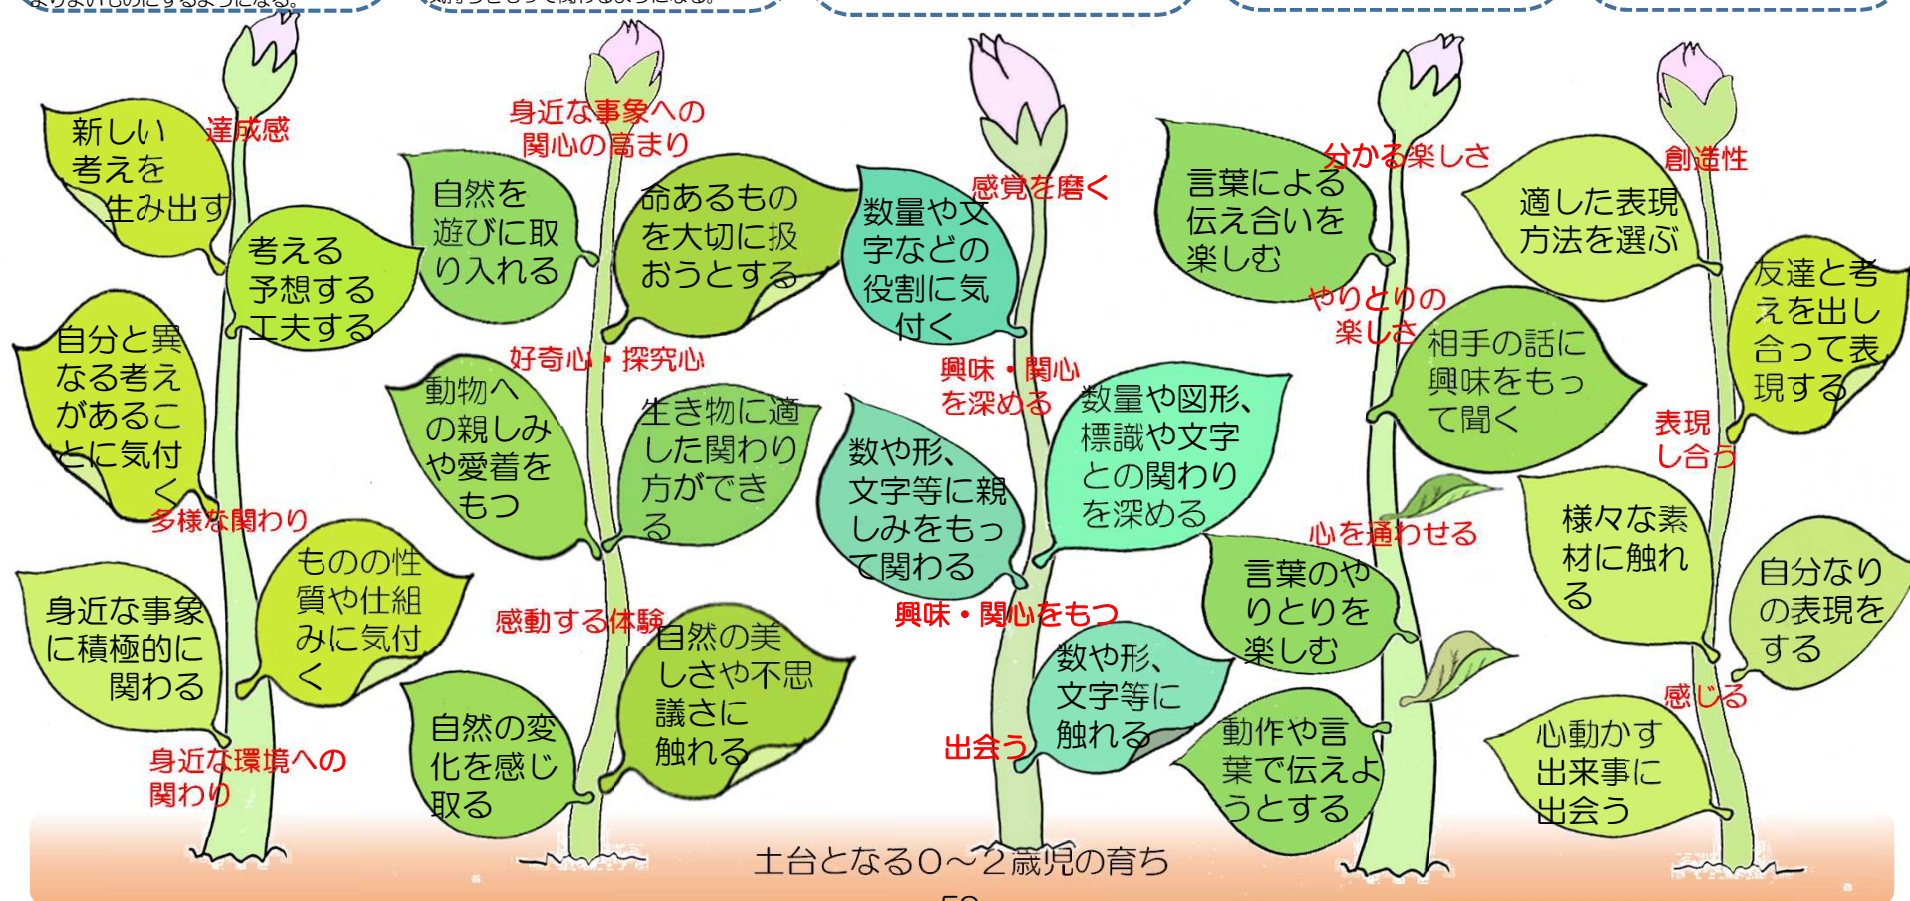 よりよいものにするようになる。
達成感
新しい
考えを
生み出す
考える
予想する
工夫する
自分と異
なる考え
があるこ
とに気付
く
多様な関わり
ものの性
質や仕組
みに気付
く
身近な事象
に積極的に
関わる
身近な環境への
関わり
身近な事象への
関心の高まり
自然を
遊びに取
り入れる
命あるもの
を大切に扱
おうとする
好奇心・探究心
動物へ
の親しみ
や愛着を
もつ
生き物に適
した関わり
方ができ
る
感動する体験
自然の美
しさや不思
議さに
触れる
自然の変
化を感じ
取る
感覚を磨く
数量や文
字などの
役割に気
付く
興味・関心
を深める
数量や図形、
標識や文字
との関わり
を深める
数や形、
文字等に親
しみをもっ
て関わる
興味・関心をもつ
数や形、
文字等に
触れる
出会う
分かる楽しさ
言葉による
伝え合いを
楽しむ
やりとりの
楽しさ
相手の話に
興味をもっ
て聞く
心を通わせる
言葉のや
りとりを
楽しむ
動作や言
葉で伝えよ
うとする
創造性
適した表現
方法を選ぶ
友達と考
えを出し
合って表
現する
表現
し合う
様々な素
材に触れ
る
自分なり
の表現を
する
感じる
心動かす
出来事に
出会う
土台となる０～２歳児の育ち